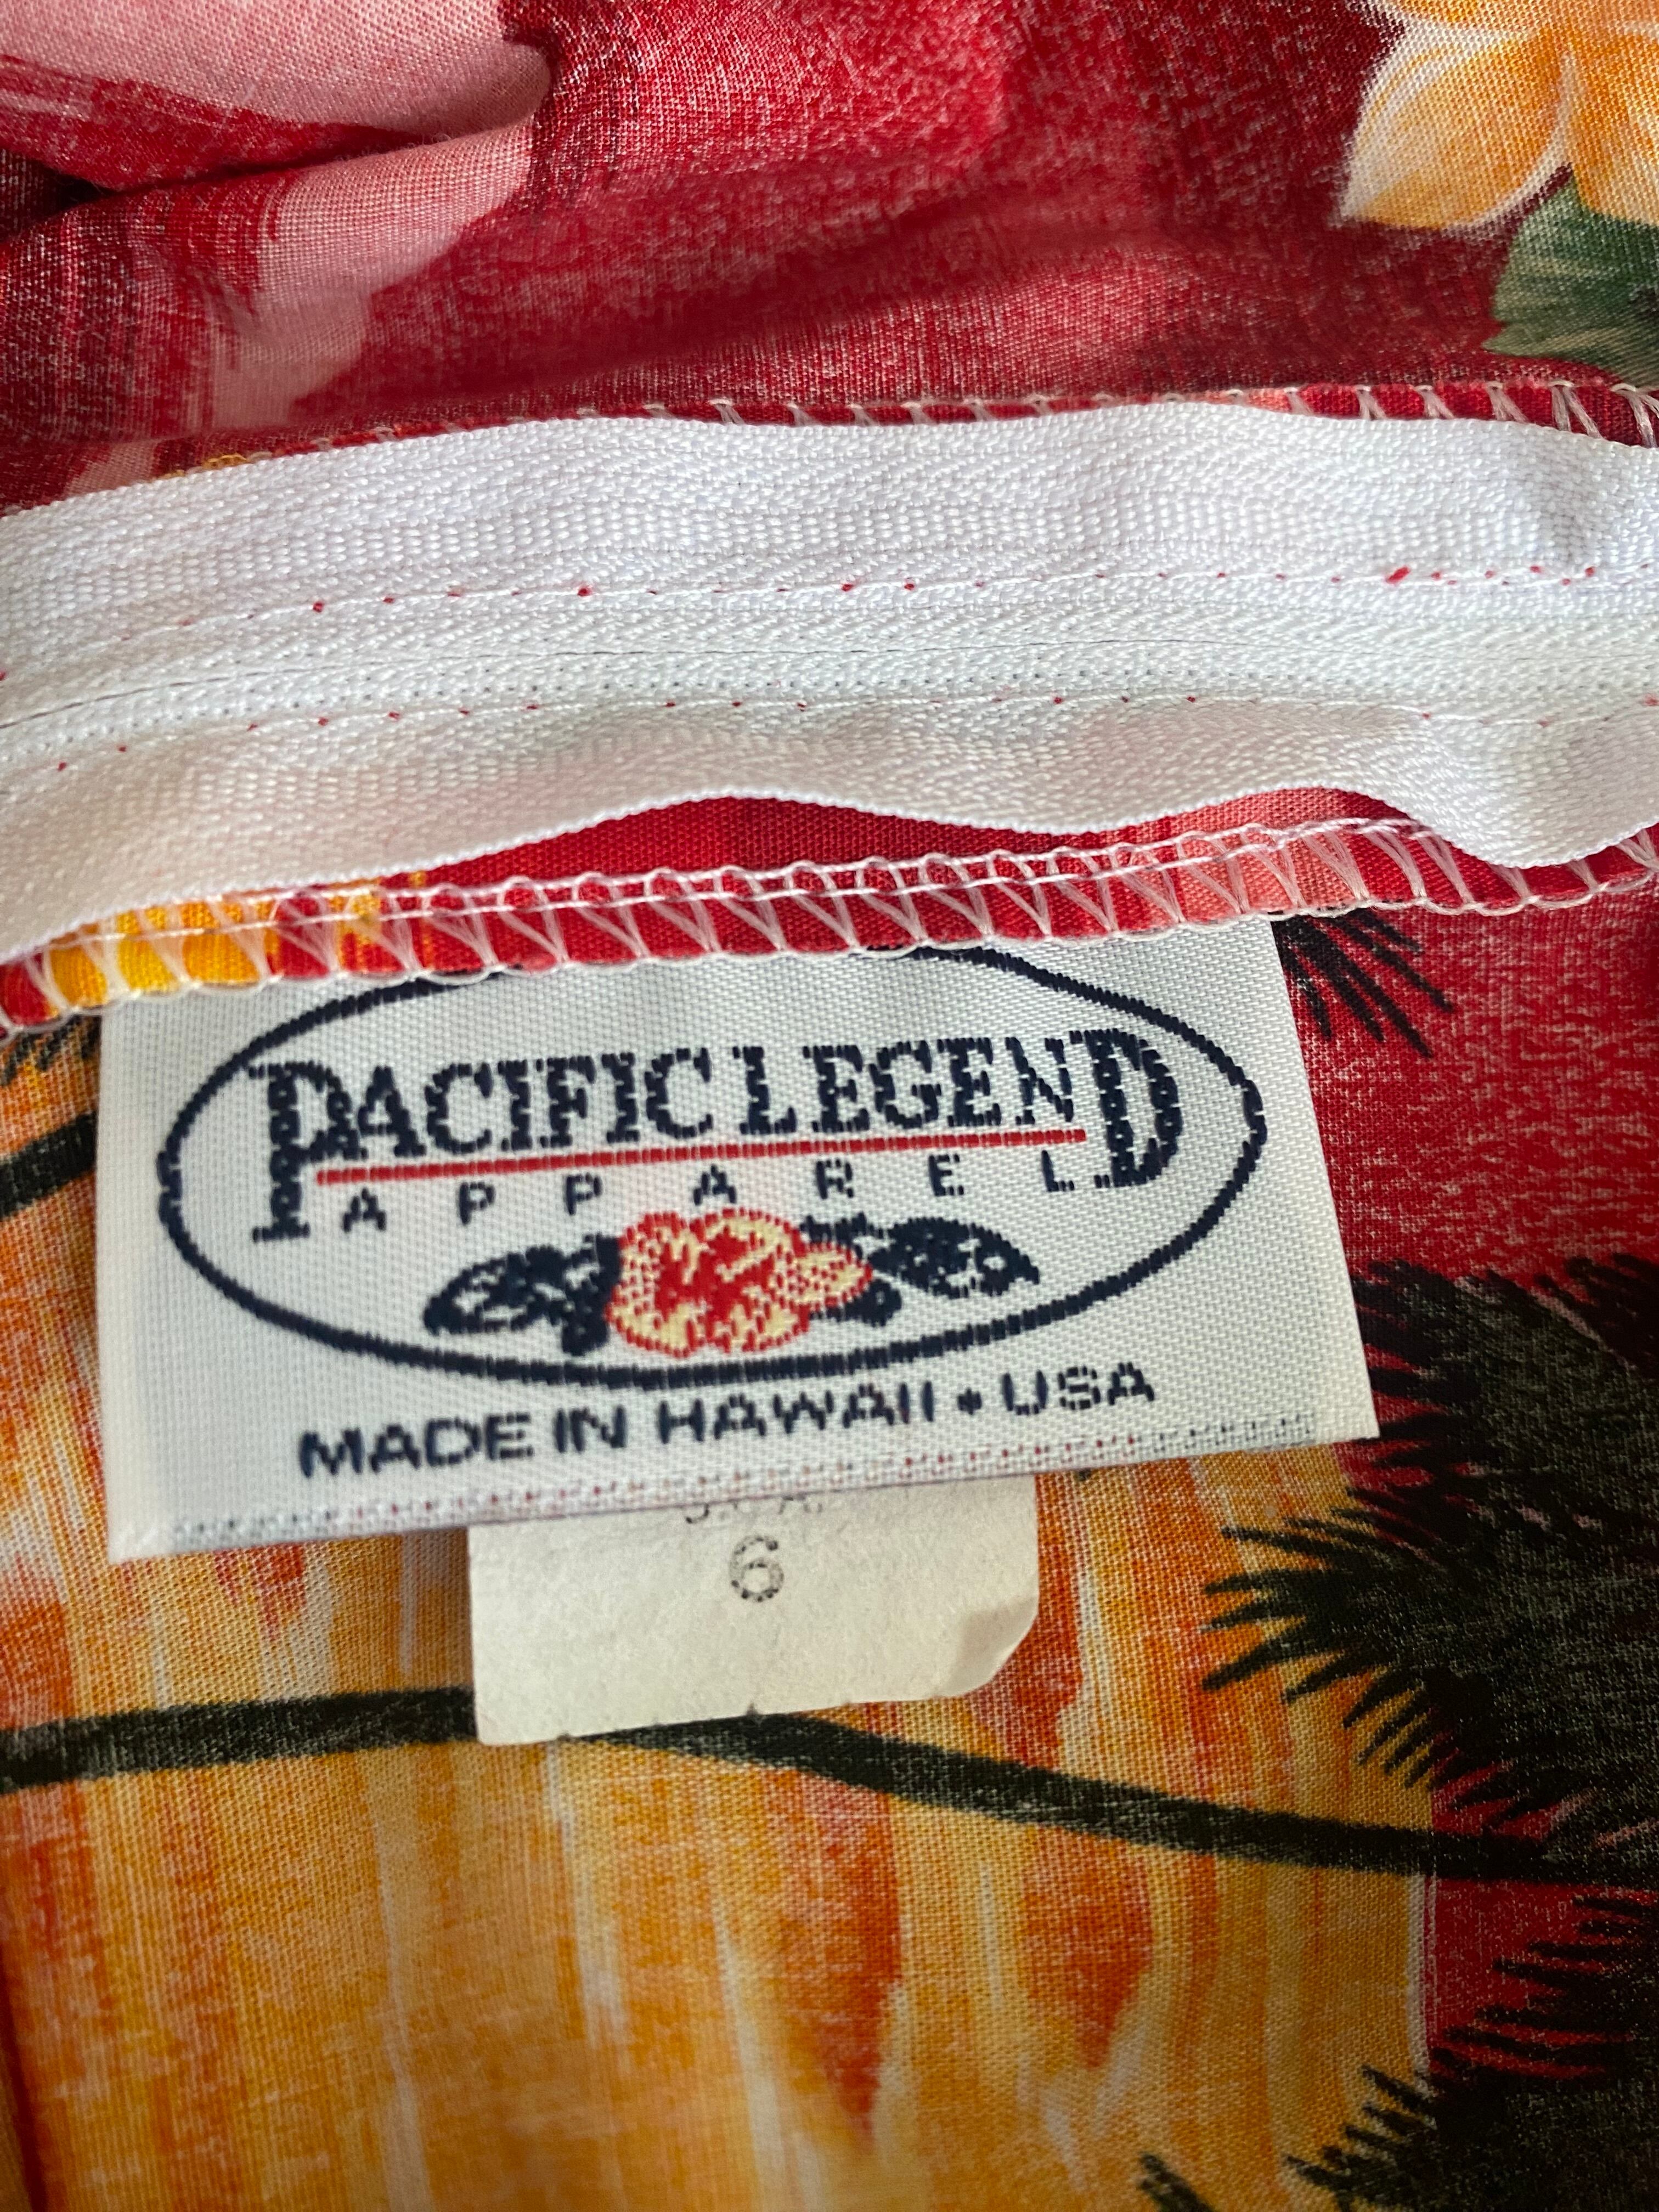 PACIFIC LEGEND
APPAREL
MADE IN HAWAII • USA
6